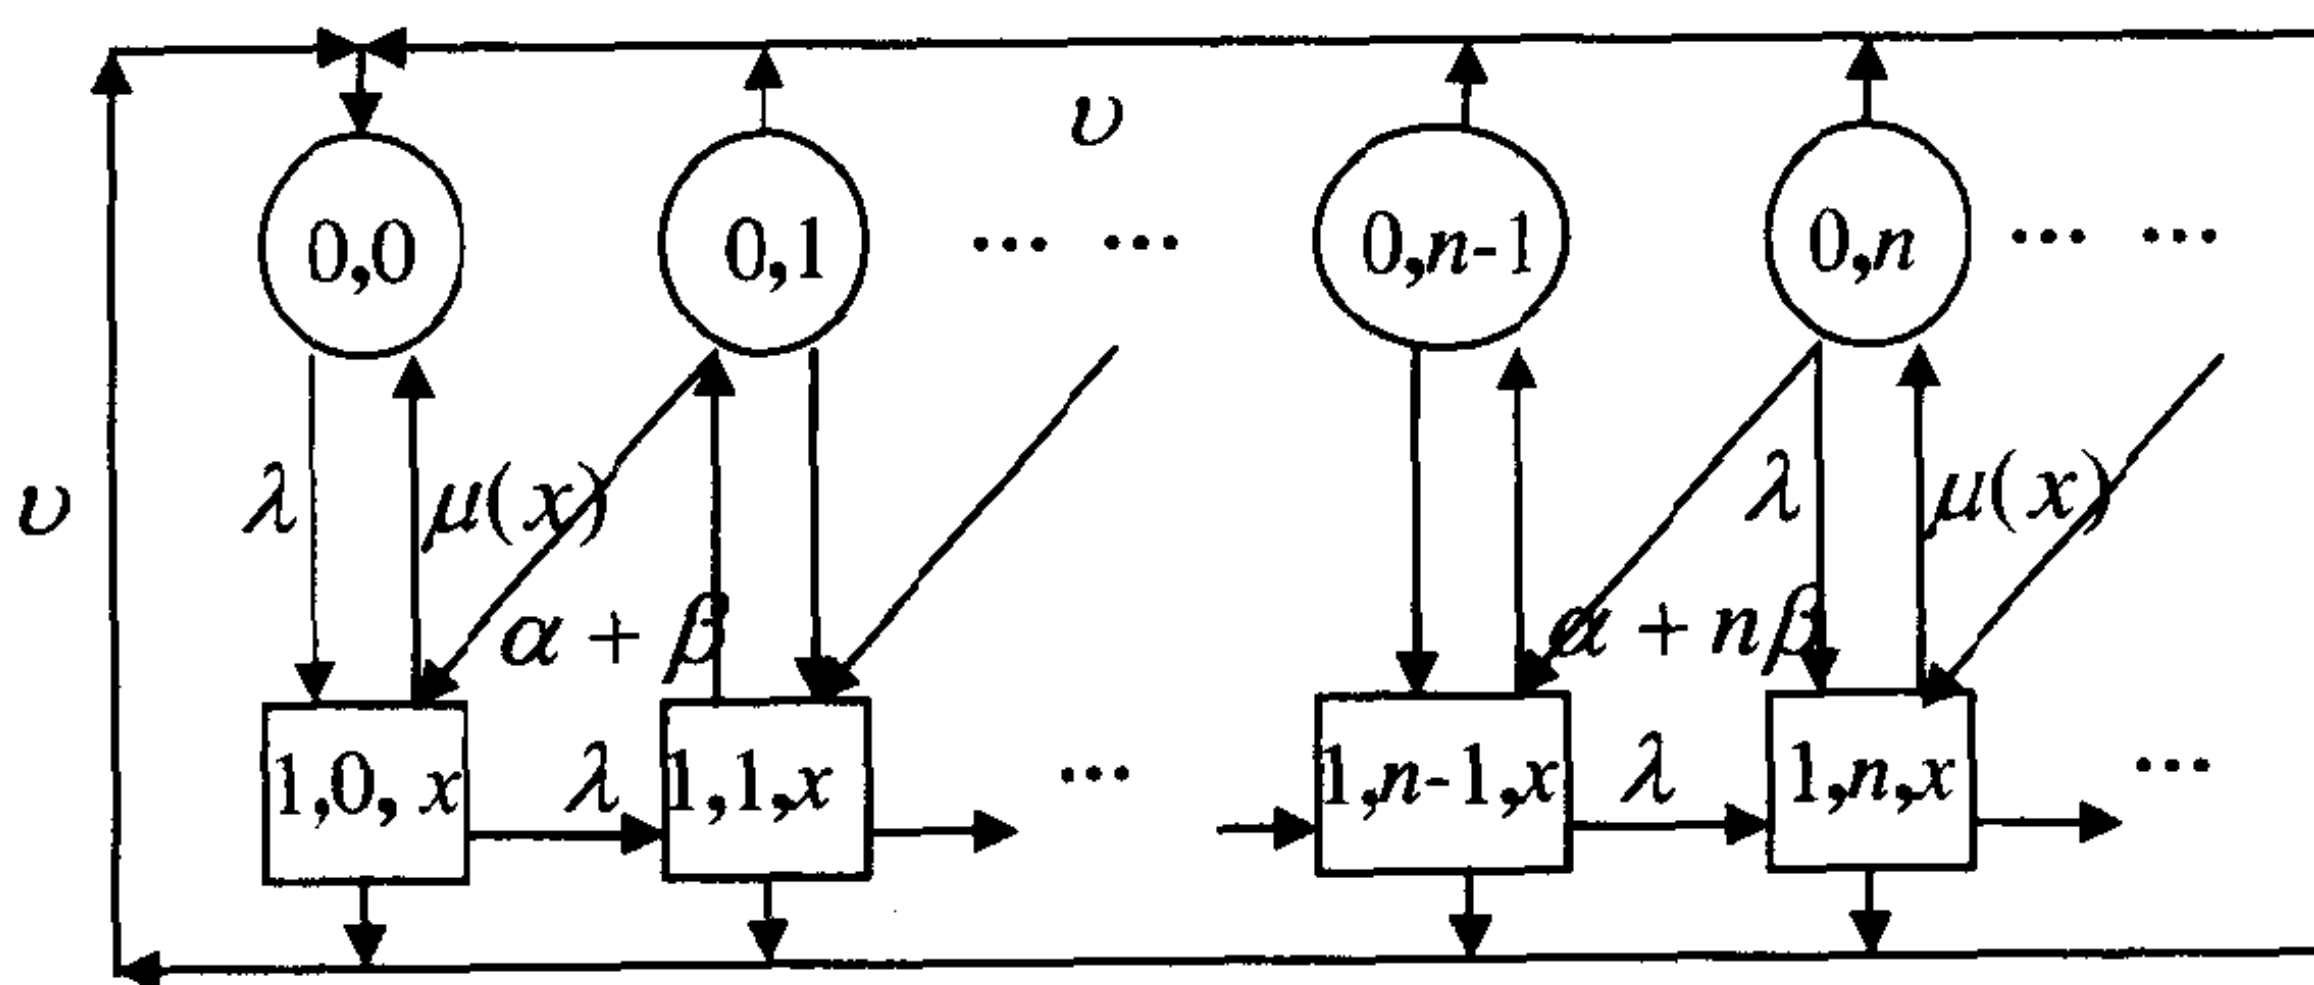 υ
0,0 0,1 ··· ··· 0,n-1 0,n ··· ···
υ λ μ(x) λ μ(x)
α + β α + nβ
1,0, x λ 1,1,x ··· 1,n-1,x λ 1,n,x ···